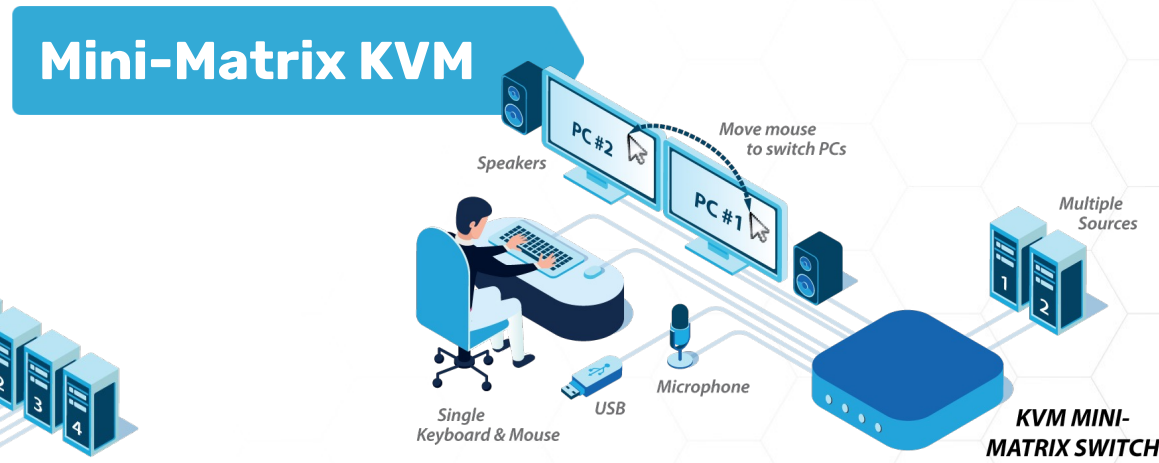 Mini-Matrix KVM
PC #2
Move mouse
to switch PCs
Speakers
PC #1
Multiple
Sources
1
2
2
3
4
Microphone
USB
Single
Keyboard & Mouse
KVM MINI-
MATRIX SWITCH